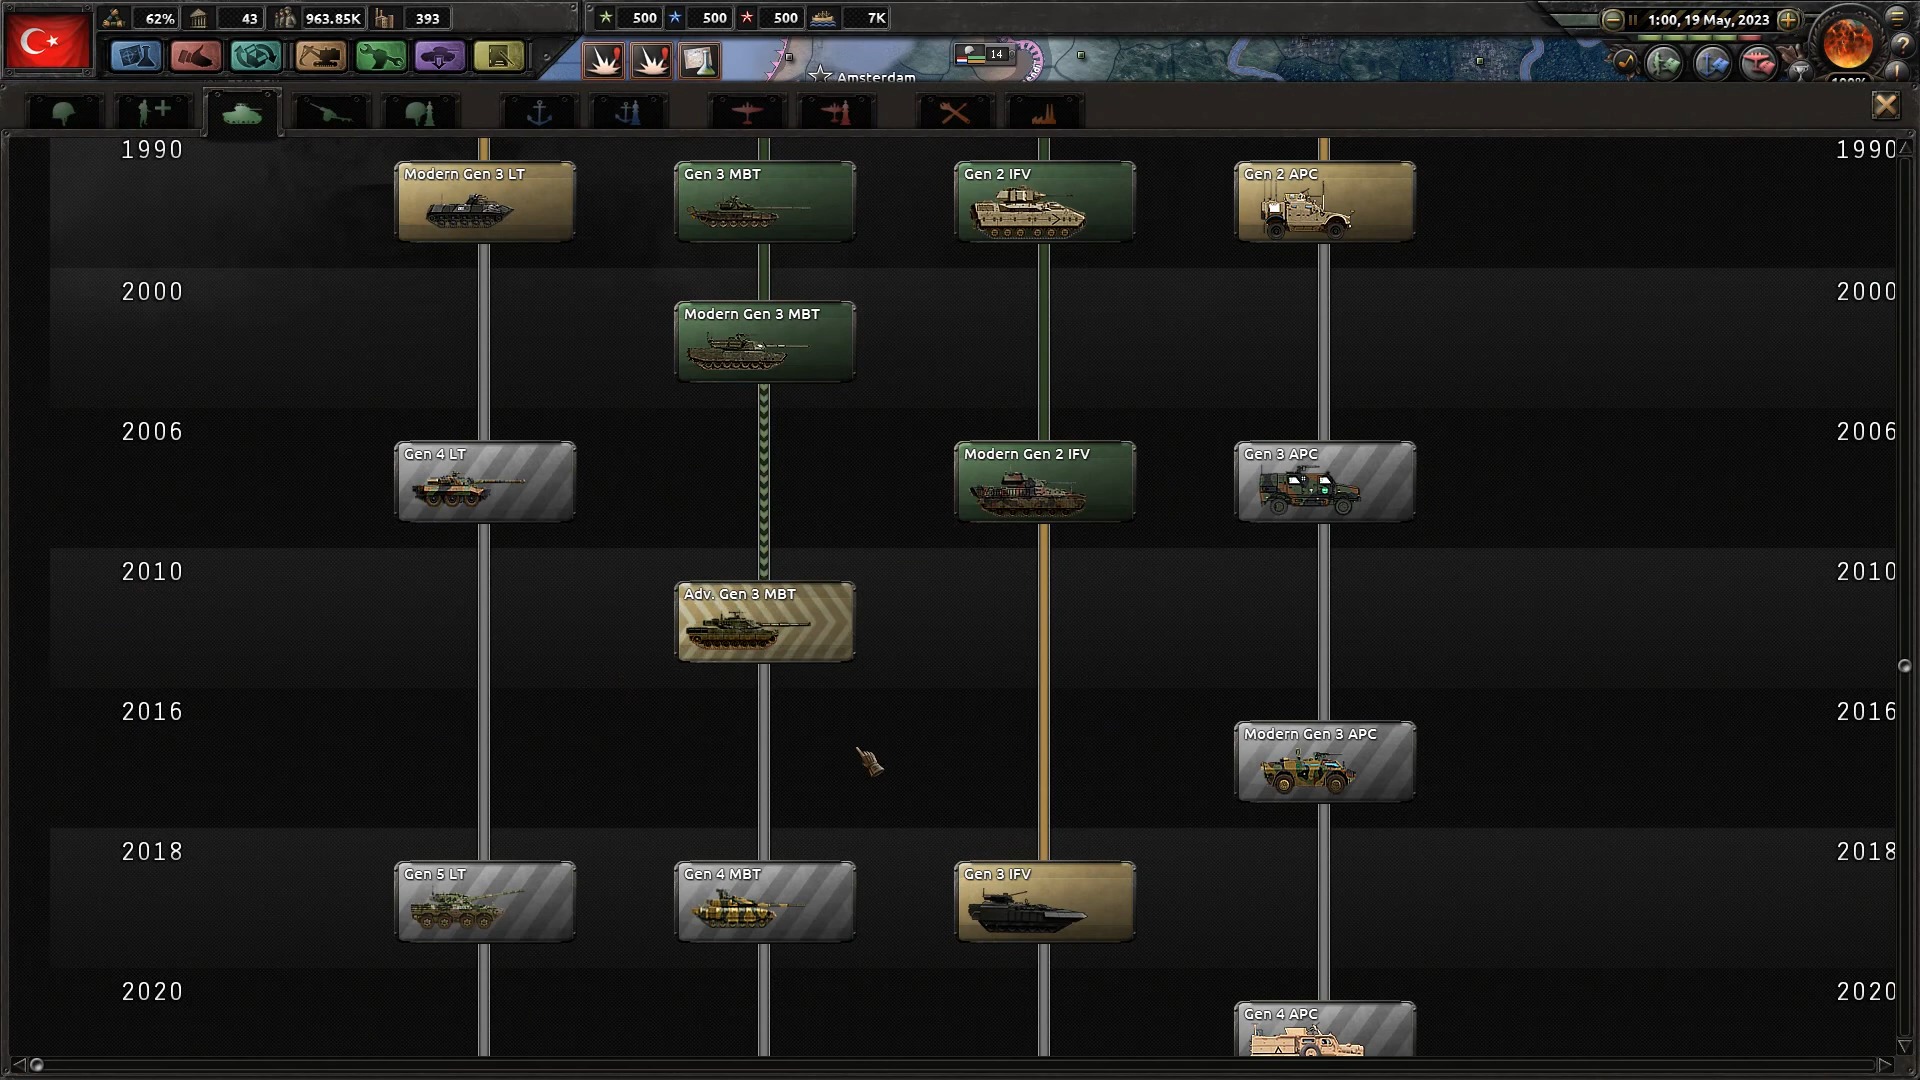 62% 43 963.85K 393 500 500 500 7K 1:00, 19 May, 2023
14
Amsterdam
1990 1990
Modern Gen 3 LT Gen 3 MBT Gen 2 IFV Gen 2 APC
2000 2000
Modern Gen 3 MBT
2006 2006
Gen 4 LT Modern Gen 2 IFV Gen 3 APC
2010 2010
Adv. Gen 3 MBT
2016 2016
Modern Gen 3 APC
2018 2018
Gen 5 LT Gen 4 MBT Gen 3 IFV
2020 2020
Gen 4 APC